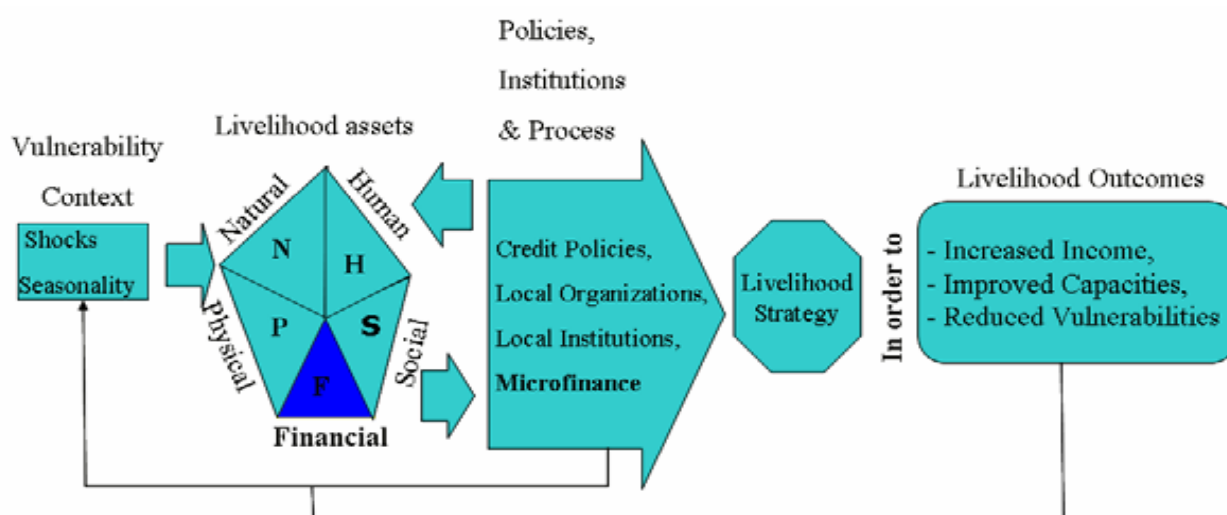 Policies,
Institutions
& Process
Livelihood assets
Vulnerability
Context
Shocks
Seasonality
Natural
Human
N
H
P
S
F
Physical
Social
Financial
Credit Policies,
Local Organizations,
Local Institutions,
Microfinance
Livelihood
Strategy
In order to
Livelihood Outcomes
- Increased Income,
- Improved Capacities,
- Reduced Vulnerabilities